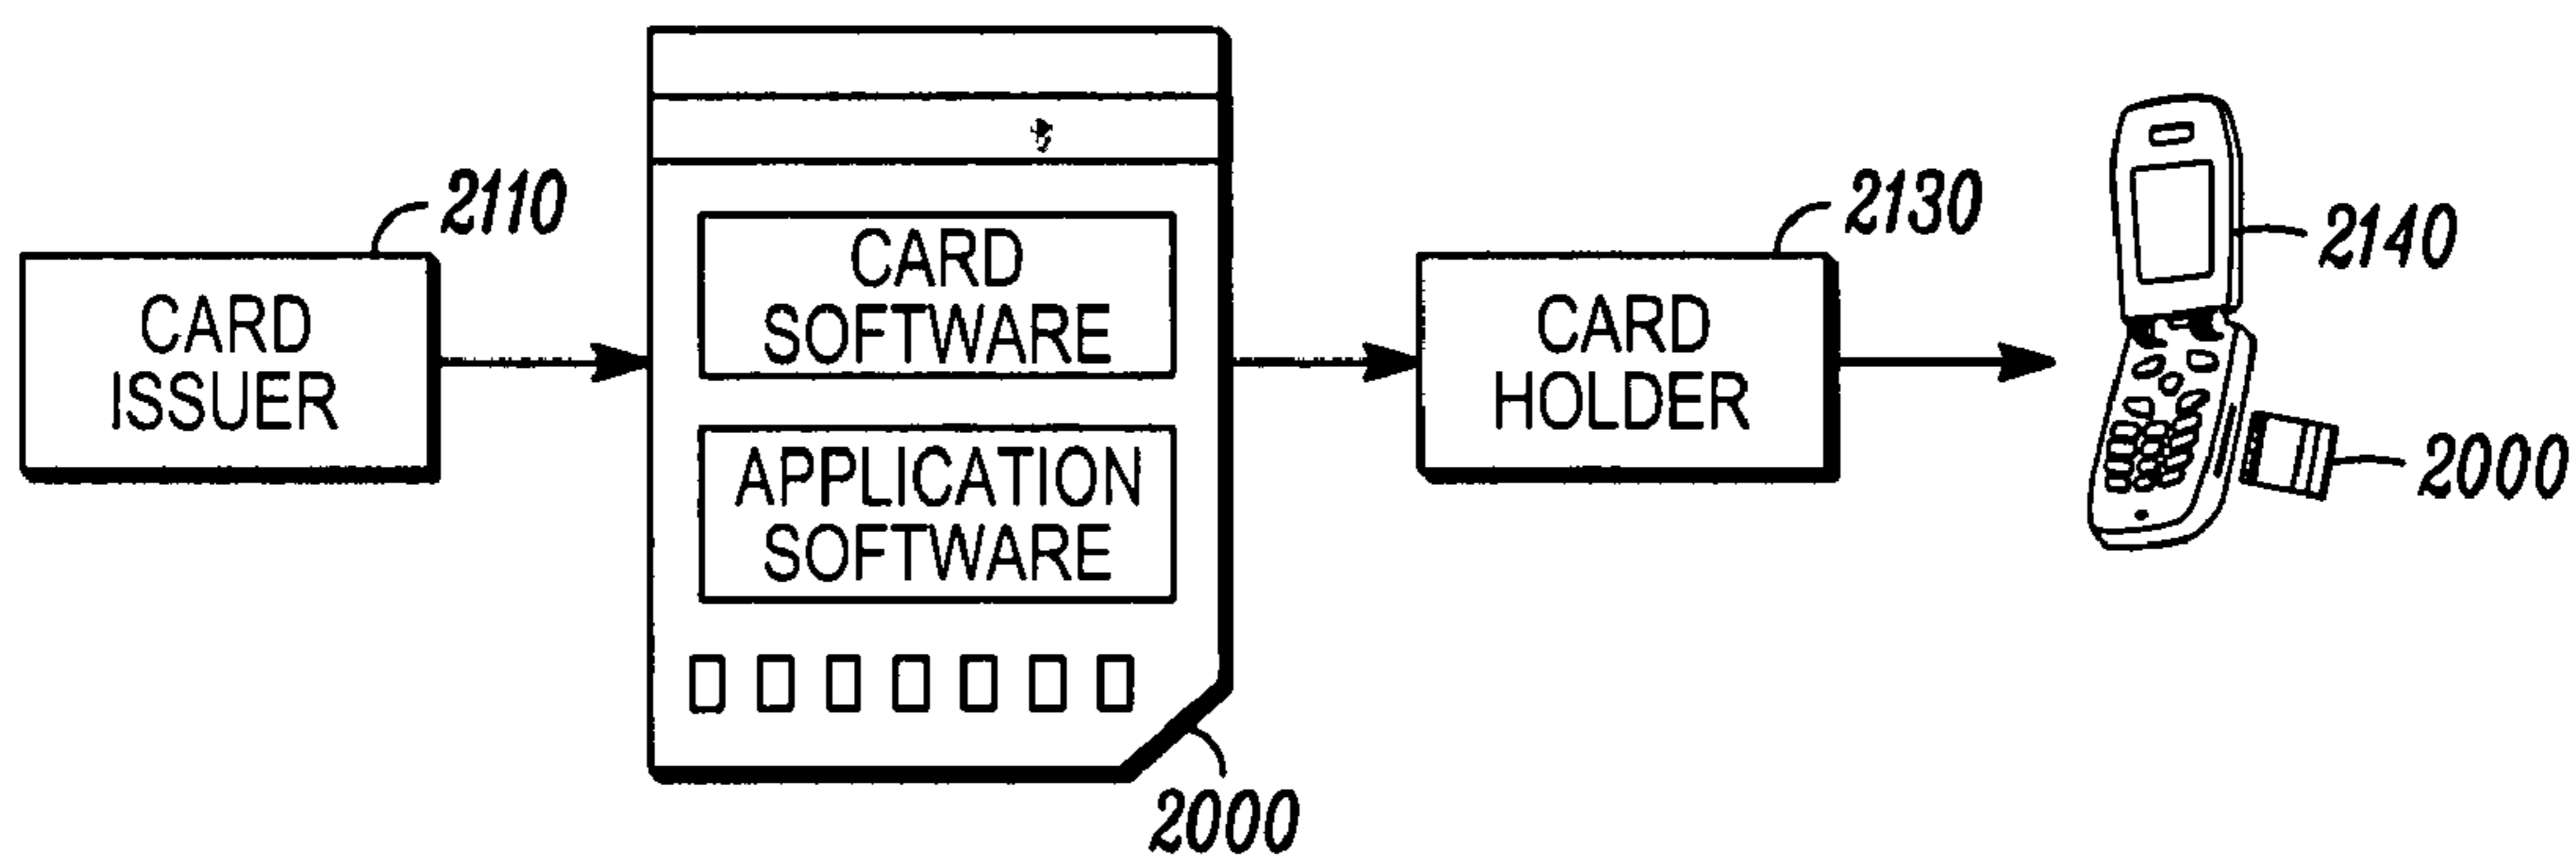 2110
CARD
ISSUER
CARD
SOFTWARE
APPLICATION
SOFTWARE
2000
2130
CARD
HOLDER
2140
2000